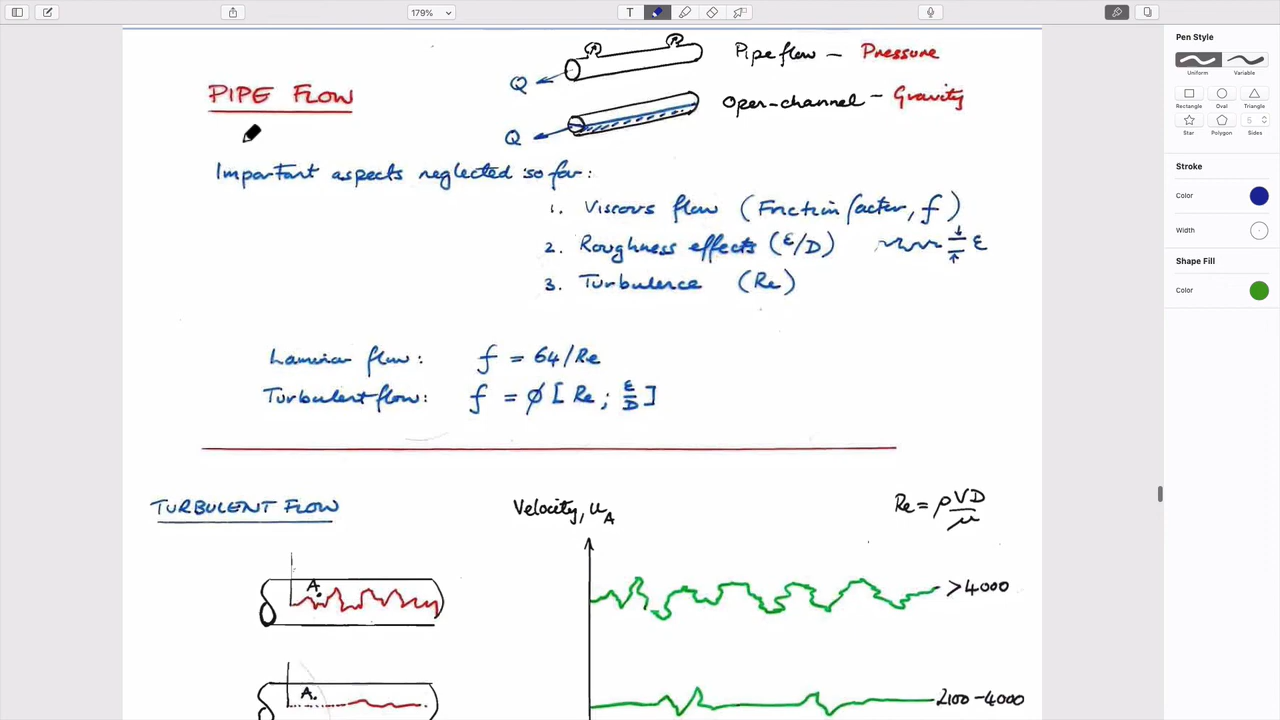 179%
T
Pen Style
Uniform Variable
Rectangle Oval Triangle
Star Polygon 5 Sides
Stroke
Color
Width
Shape Fill
Color
Pipe flow – Pressure
Q
PIPE FLOW
Open-channel – Gravity
Q
Important aspects neglected so far:
1. Viscous flow (Friction factor, f)
2. Roughness effects (ε/D) ε
3. Turbulence (Re)
Laminar flow: f = 64/Re
Turbulent flow: f = φ [ Re ; ε/D ]
TURBULENT FLOW
Velocity, u_A
Re = ρVD/μ
A.
>4000
A.
2100-4000